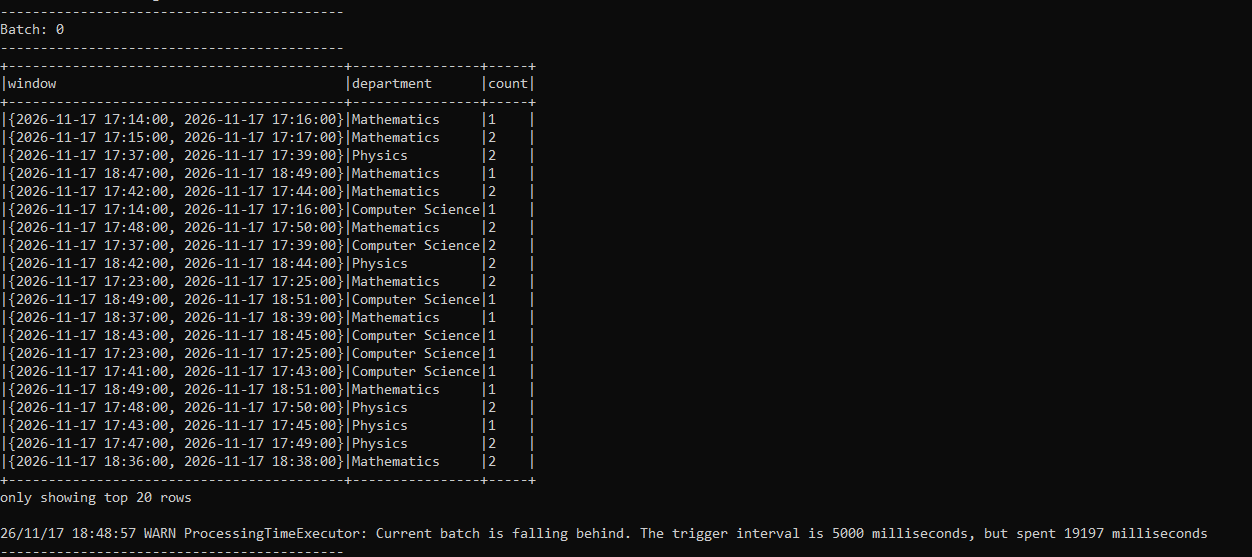 -------------------------------------------
Batch: 0
-------------------------------------------
+------------------------------------------+----------------+-----+
|window                                    |department      |count|
+------------------------------------------+----------------+-----+
|{2026-11-17 17:14:00, 2026-11-17 17:16:00}|Mathematics     |1    |
|{2026-11-17 17:15:00, 2026-11-17 17:17:00}|Mathematics     |2    |
|{2026-11-17 17:37:00, 2026-11-17 17:39:00}|Physics         |2    |
|{2026-11-17 18:47:00, 2026-11-17 18:49:00}|Mathematics     |1    |
|{2026-11-17 17:42:00, 2026-11-17 17:44:00}|Mathematics     |2    |
|{2026-11-17 17:14:00, 2026-11-17 17:16:00}|Computer Science|1    |
|{2026-11-17 17:48:00, 2026-11-17 17:50:00}|Mathematics     |2    |
|{2026-11-17 17:37:00, 2026-11-17 17:39:00}|Computer Science|2    |
|{2026-11-17 18:42:00, 2026-11-17 18:44:00}|Physics         |2    |
|{2026-11-17 17:23:00, 2026-11-17 17:25:00}|Mathematics     |2    |
|{2026-11-17 18:49:00, 2026-11-17 18:51:00}|Computer Science|1    |
|{2026-11-17 18:37:00, 2026-11-17 18:39:00}|Mathematics     |1    |
|{2026-11-17 18:43:00, 2026-11-17 18:45:00}|Computer Science|1    |
|{2026-11-17 17:23:00, 2026-11-17 17:25:00}|Computer Science|1    |
|{2026-11-17 17:41:00, 2026-11-17 17:43:00}|Computer Science|1    |
|{2026-11-17 18:49:00, 2026-11-17 18:51:00}|Mathematics     |1    |
|{2026-11-17 17:48:00, 2026-11-17 17:50:00}|Physics         |2    |
|{2026-11-17 17:43:00, 2026-11-17 17:45:00}|Physics         |1    |
|{2026-11-17 17:47:00, 2026-11-17 17:49:00}|Physics         |2    |
|{2026-11-17 18:36:00, 2026-11-17 18:38:00}|Mathematics     |2    |
+------------------------------------------+----------------+-----+
only showing top 20 rows
26/11/17 18:48:57 WARN ProcessingTimeExecutor: Current batch is falling behind. The trigger interval is 5000 milliseconds, but spent 19197 milliseconds
-------------------------------------------